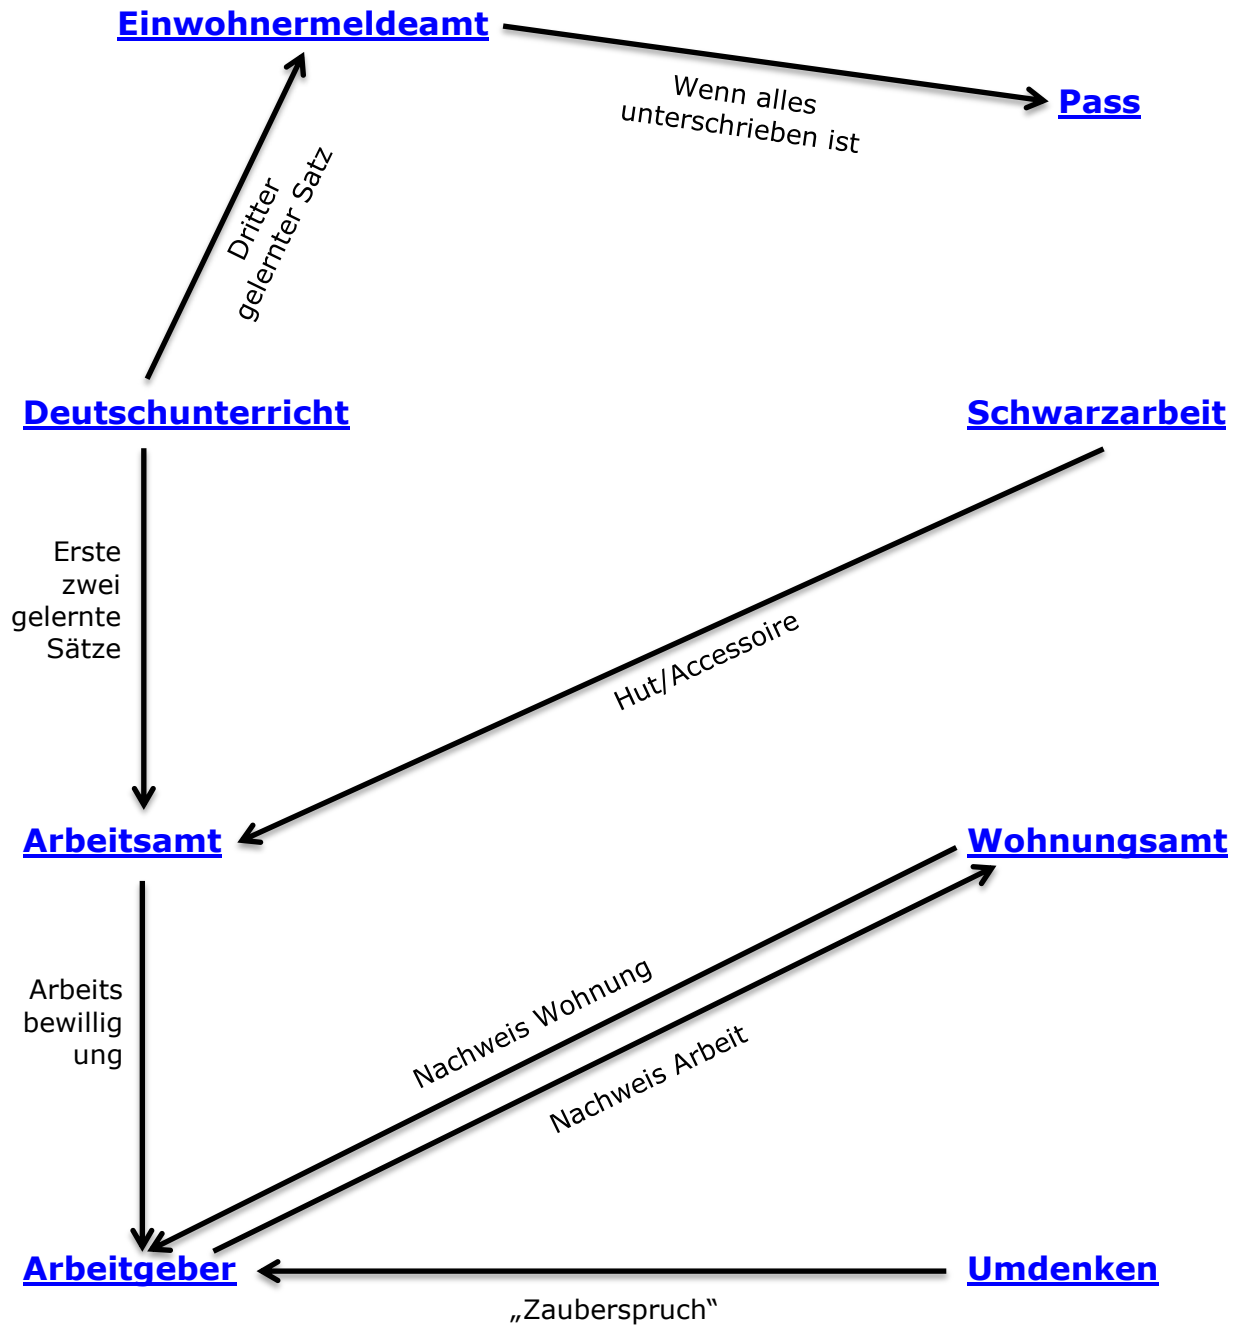 Einwohnermeldeamt
Wenn alles
unterschrieben ist
Pass
Dritter
gelernter Satz
Deutschunterricht
Schwarzarbeit
Erste
zwei
gelernte
Sätze
Hut/Accessoire
Arbeitsamt
Wohnungsamt
Arbeits
bewillig
ung
Nachweis Wohnung
Nachweis Arbeit
Arbeitgeber
Umdenken
„Zauberspruch“